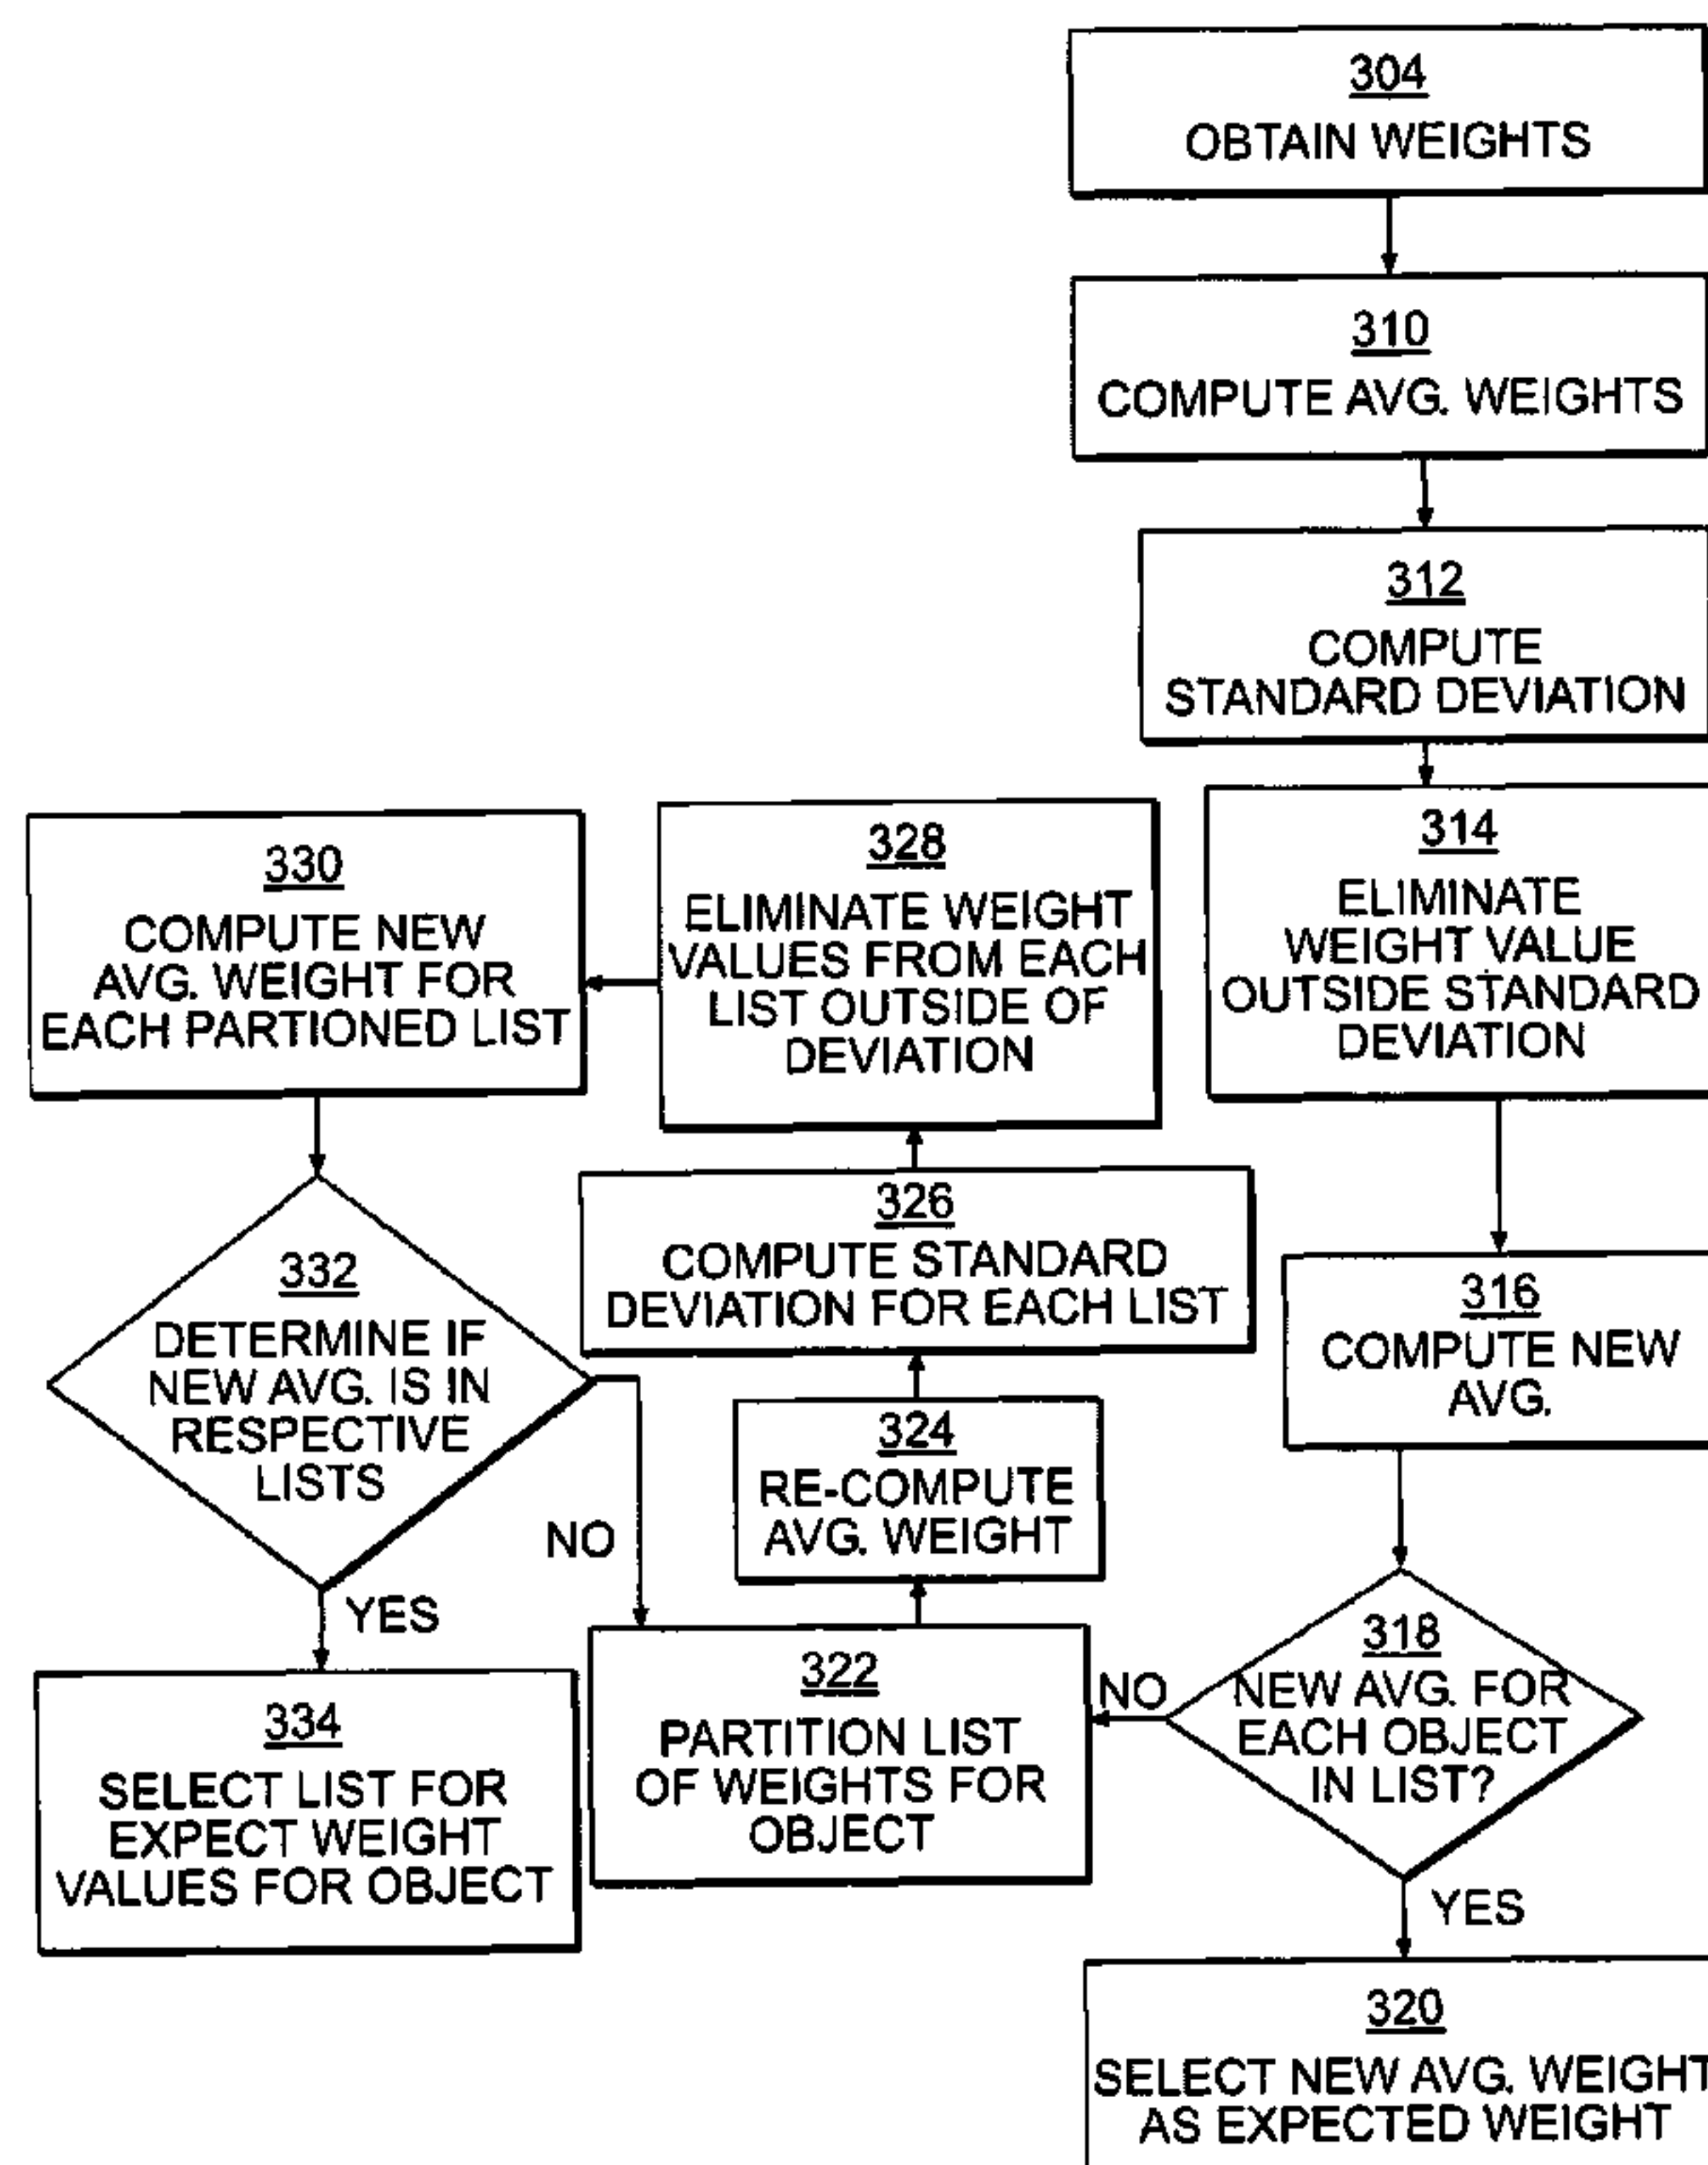 304
OBTAIN WEIGHTS
310
COMPUTE AVG. WEIGHTS
312
COMPUTE
STANDARD DEVIATION
314
ELIMINATE
WEIGHT VALUE
OUTSIDE STANDARD
DEVIATION
316
COMPUTE NEW
AVG.
318
NEW AVG. FOR
EACH OBJECT
IN LIST?
YES
320
SELECT NEW AVG. WEIGHT
AS EXPECTED WEIGHT
NO
322
PARTITION LIST
OF WEIGHTS FOR
OBJECT
324
RE-COMPUTE
AVG. WEIGHT
326
COMPUTE STANDARD
DEVIATION FOR EACH LIST
328
ELIMINATE WEIGHT
VALUES FROM EACH
LIST OUTSIDE OF
DEVIATION
330
COMPUTE NEW
AVG. WEIGHT FOR
EACH PARTIONED LIST
332
DETERMINE IF
NEW AVG. IS IN
RESPECTIVE
LISTS
NO
YES
334
SELECT LIST FOR
EXPECT WEIGHT
VALUES FOR OBJECT